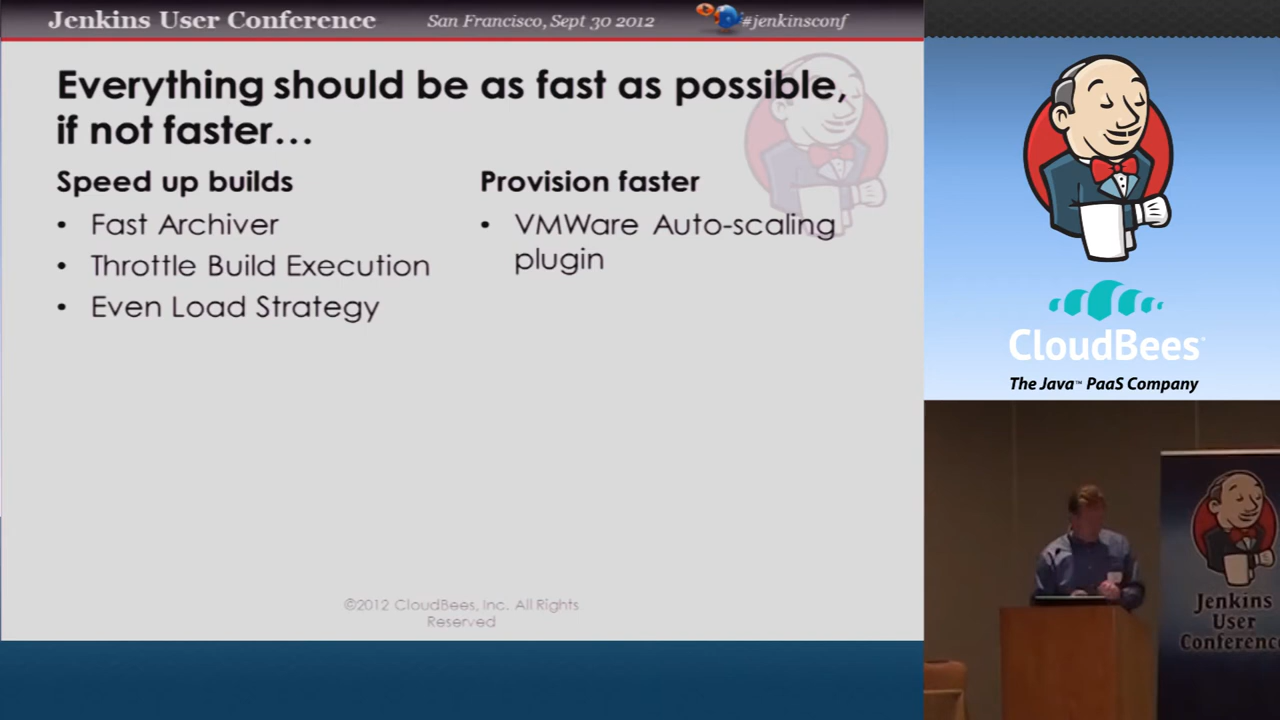 Jenkins User Conference
San Francisco, Sept 30 2012
#jenkinsconf
Everything should be as fast as possible,
if not faster…
Speed up builds
• Fast Archiver
• Throttle Build Execution
• Even Load Strategy
Provision faster
• VMWare Auto-scaling
plugin
©2012 CloudBees, Inc. All Rights
Reserved
CloudBees
The Java™ PaaS Company
Jenkins
User
Conference